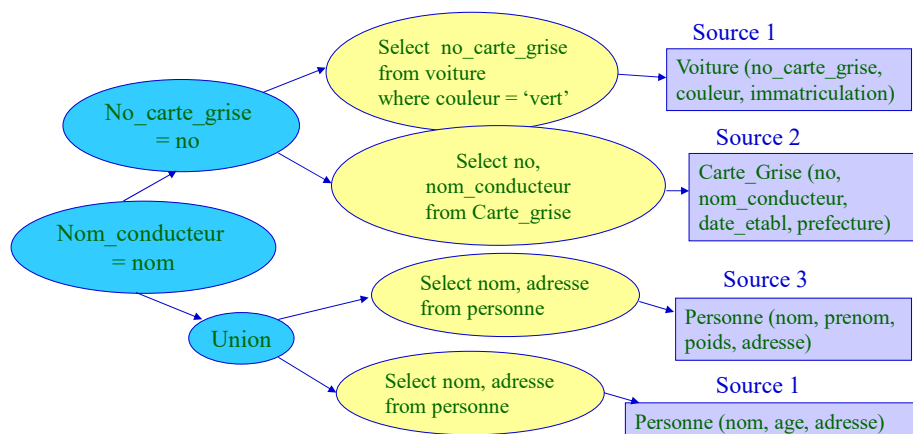 Source 1
Select no_carte_grise
from voiture
where couleur = ‘vert’
Voiture (no_carte_grise,
couleur, immatriculation)
No_carte_grise
= no
Source 2
Select no,
nom_conducteur
from Carte_grise
Carte_Grise (no,
nom_conducteur,
date_etabl, prefecture)
Nom_conducteur
= nom
Source 3
Select nom, adresse
from personne
Personne (nom, prenom,
poids, adresse)
Union
Source 1
Select nom, adresse
from personne
Personne (nom, age, adresse)